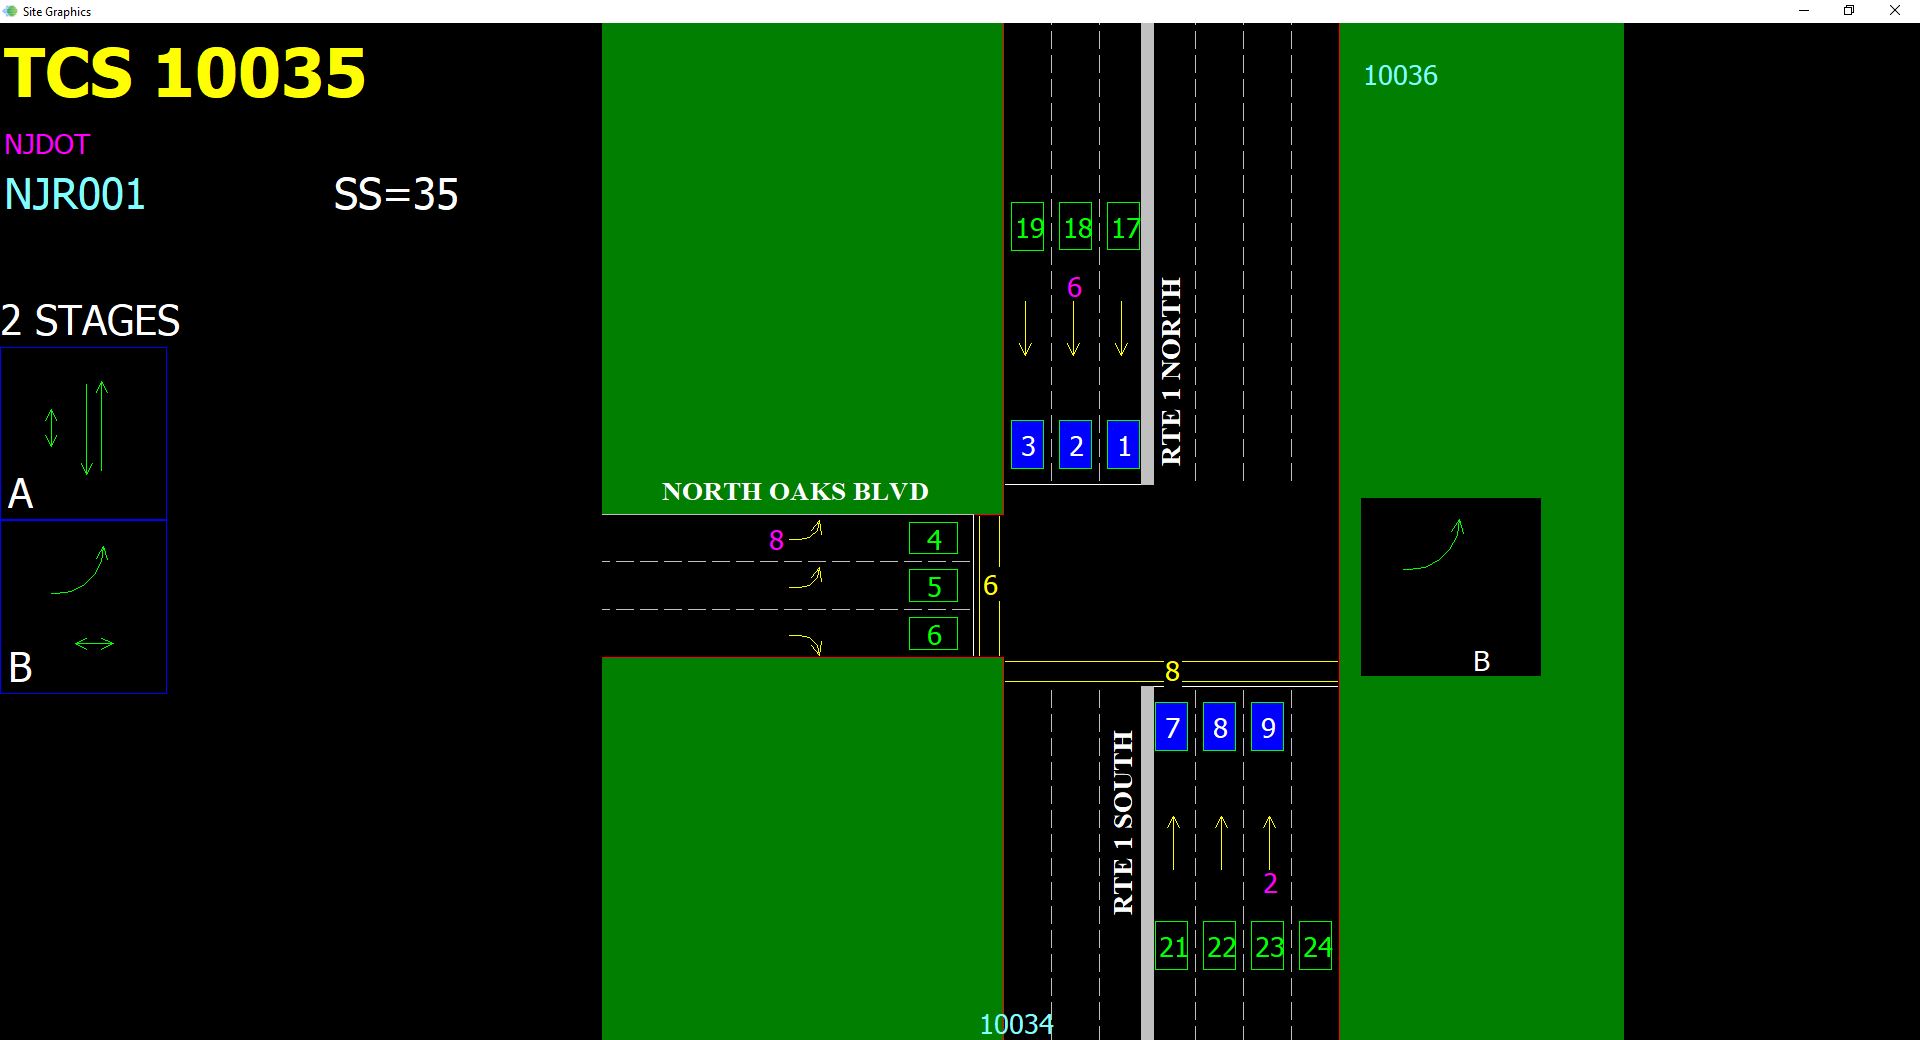 Site Graphics
TCS 10035
NJDOT
NJR001 SS=35
2 STAGES
A
B
10036
19 18 17
6
RTE 1 NORTH
3 2 1
NORTH OAKS BLVD
8 4
5
6
6
B
8
7 8 9
RTE 1 SOUTH
2
21 22 23 24
10034